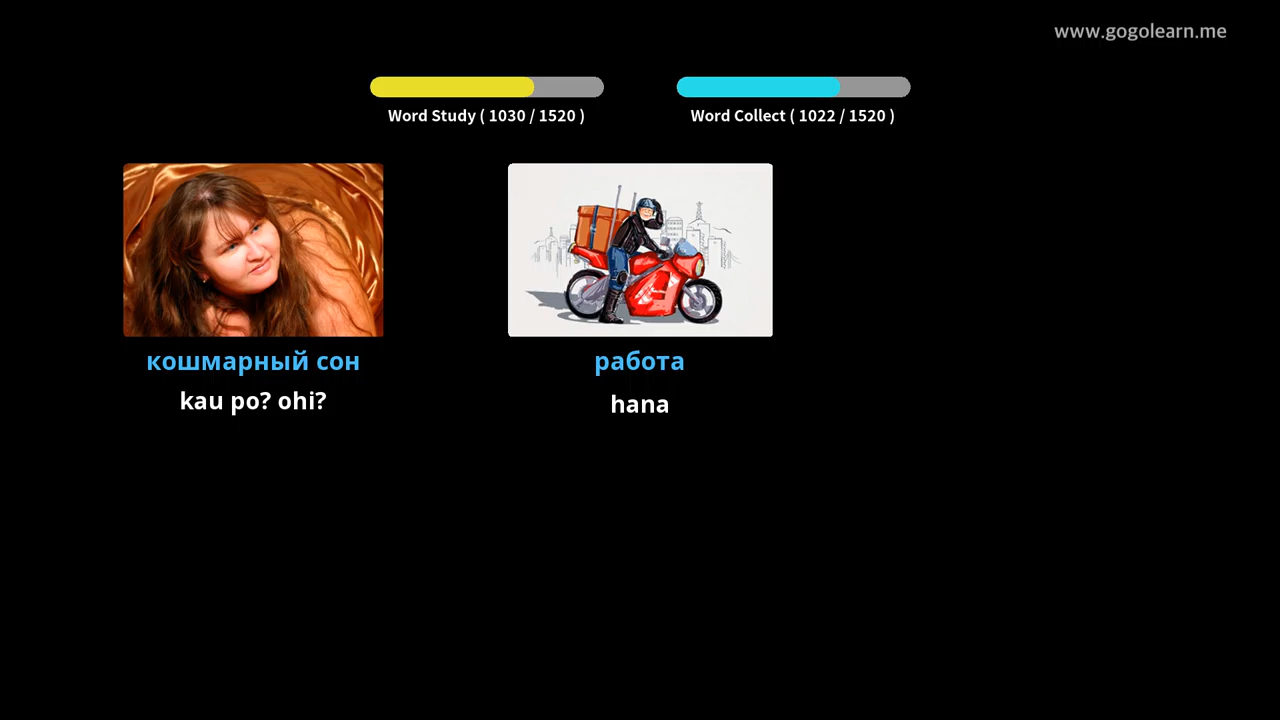 www.gogolearn.me
Word Study ( 1030 / 1520 )
Word Collect ( 1022 / 1520 )
кошмарный сон
kau po? ohi?
работа
hana